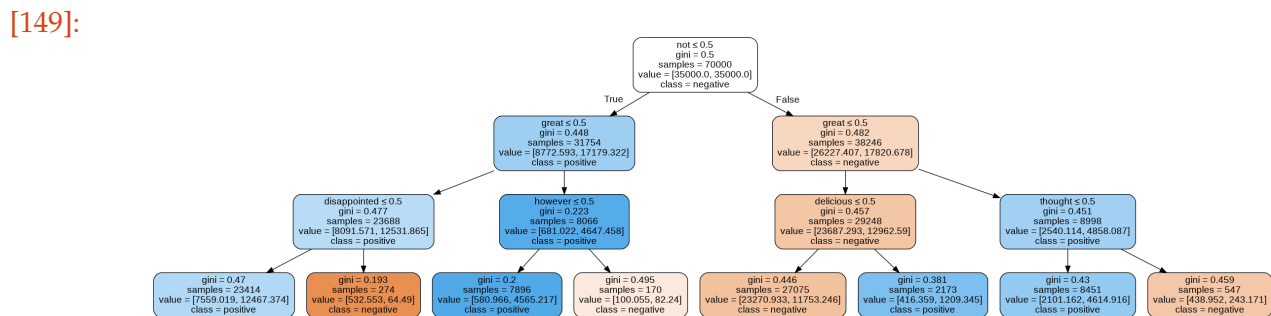 [149]:
not ≤ 0.5
gini = 0.5
samples = 70000
value = [35000.0, 35000.0]
class = negative
True
False
great ≤ 0.5
gini = 0.448
samples = 31754
value = [8772.593, 17179.322]
class = positive
great ≤ 0.5
gini = 0.482
samples = 38246
value = [26227.407, 17820.678]
class = negative
disappointed ≤ 0.5
gini = 0.477
samples = 23688
value = [8091.571, 12531.865]
class = positive
however ≤ 0.5
gini = 0.223
samples = 8066
value = [681.022, 4647.458]
class = positive
delicious ≤ 0.5
gini = 0.457
samples = 29248
value = [23687.293, 12962.59]
class = negative
thought ≤ 0.5
gini = 0.451
samples = 8998
value = [2540.114, 4858.087]
class = positive
gini = 0.47
samples = 23414
value = [7559.019, 12467.374]
class = positive
gini = 0.193
samples = 274
value = [532.553, 64.49]
class = negative
gini = 0.2
samples = 7896
value = [580.966, 4565.217]
class = positive
gini = 0.495
samples = 170
value = [100.055, 82.24]
class = negative
gini = 0.446
samples = 27075
value = [23270.933, 11753.246]
class = negative
gini = 0.381
samples = 2173
value = [416.359, 1209.345]
class = positive
gini = 0.43
samples = 8451
value = [2101.162, 4614.916]
class = positive
gini = 0.459
samples = 547
value = [438.952, 243.171]
class = negative